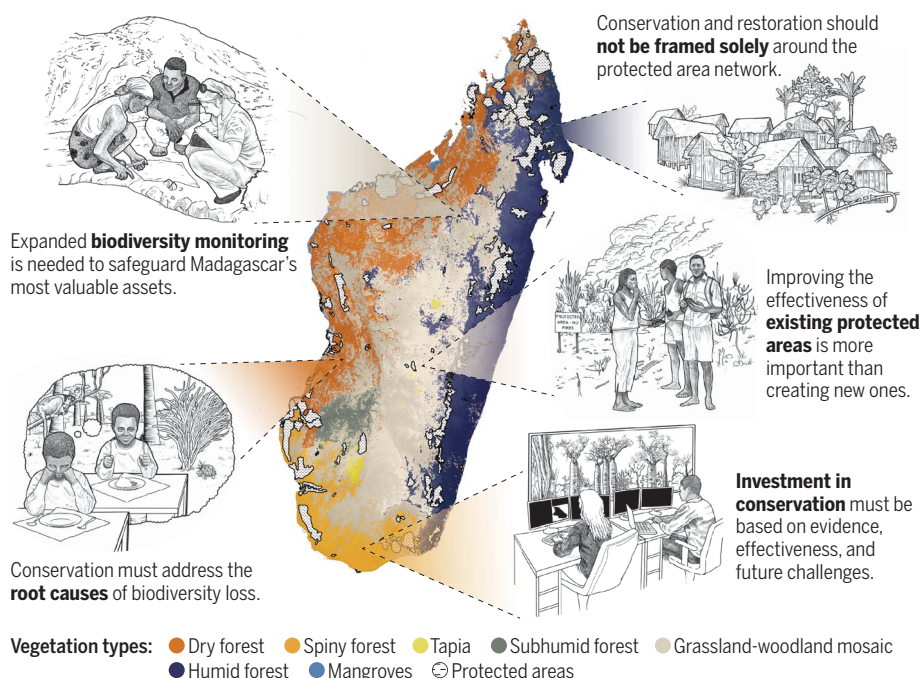 Conservation and restoration should
not be framed solely around the
protected area network.
Expanded biodiversity monitoring
is needed to safeguard Madagascar's
most valuable assets.
PROTECTED
AREA - NO
FIRES
Improving the
effectiveness of
existing protected
areas is more
important than
creating new ones.
Conservation must address the
root causes of biodiversity loss.
Investment in
conservation must be
based on evidence,
effectiveness, and
future challenges.
Vegetation types: Dry forest Spiny forest Tapia Subhumid forest Grassland-woodland mosaic
Humid forest Mangroves Protected areas